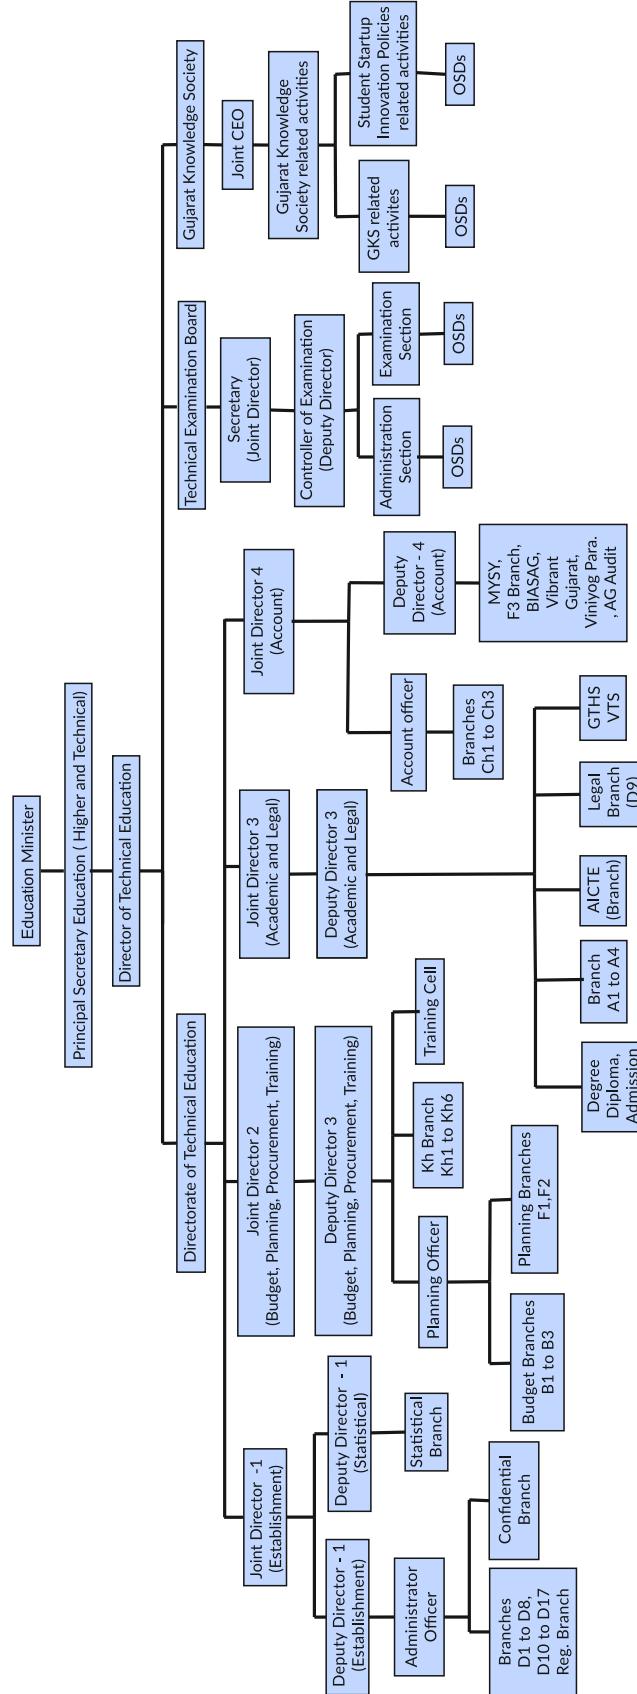 Education Minister
Principal Secretary Education ( Higher and Technical)
Director of Technical Education
Directorate of Technical Education
Technical Examination Board
Gujarat Knowledge Society
Joint Director -1
(Establishment)
Deputy Director - 1
(Establishment)
Administrator
Officer
Branches
D1 to D8,
D10 to D17
Reg. Branch
Confidential
Branch
Deputy Director - 1
(Statistical)
Statistical
Branch
Joint Director 2
(Budget, Planning, Procurement, Training)
Deputy Director 3
(Budget, Planning, Procurement, Training)
Planning Officer
Budget Branches
B1 to B3
Planning Branches
F1,F2
Kh Branch
Kh1 to Kh6
Training Cell
Joint Director 3
(Academic and Legal)
Deputy Director 3
(Academic and Legal)
Degree
Diploma,
Admission
Branch
A1 to A4
AICTE
(Branch)
Legal
Branch
(D9)
GTHS
VTS
Joint Director 4
(Account)
Account officer
Branches
Ch1 to Ch3
Deputy
Director - 4
(Account)
MYSY,
F3 Branch,
BIASAG,
Vibrant
Gujarat,
Viniyog Para.
, AG Audit
Secretary
(Joint Director)
Controller of Examination
(Deputy Director)
Administration
Section
OSDs
Examination
Section
OSDs
Joint CEO
Gujarat Knowledge
Society related activities
GKS related
activites
OSDs
Student Startup
Innovation Policies
related activities
OSDs